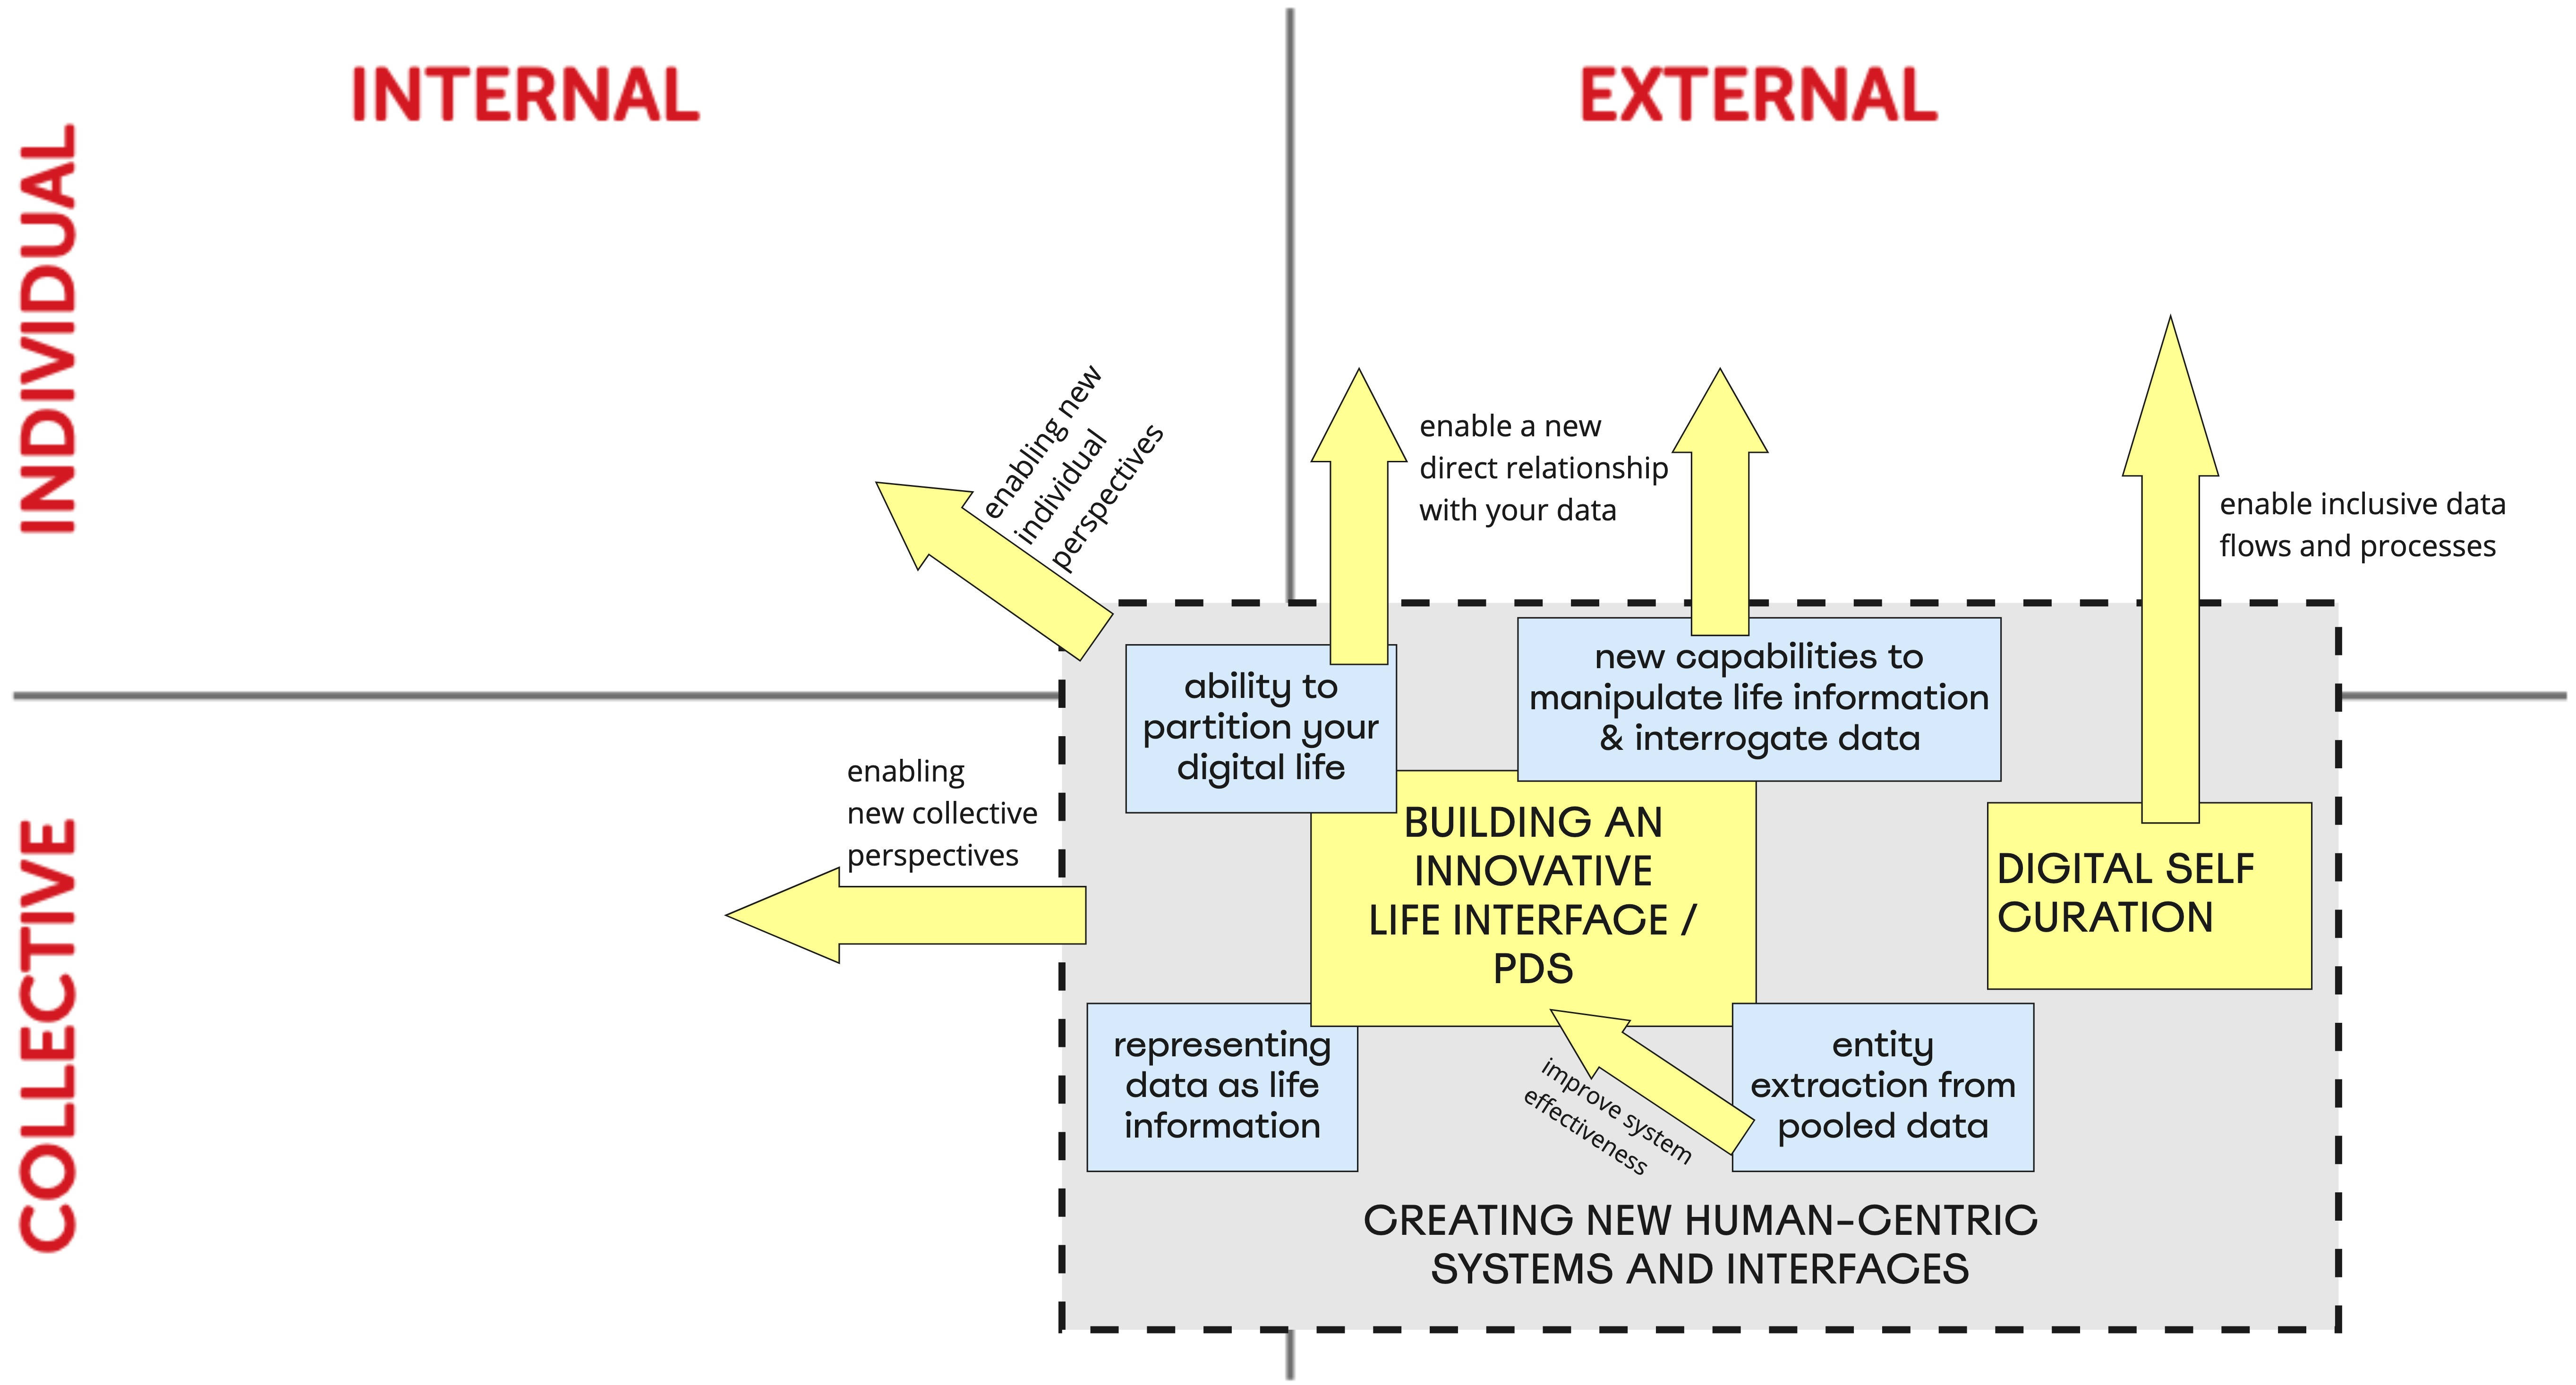 INTERNAL
EXTERNAL
INDIVIDUAL
COLLECTIVE
enabling new
individual
perspectives
enable a new
direct relationship
with your data
enable inclusive data
flows and processes
ability to
partition your
digital life
new capabilities to
manipulate life information
& interrogate data
enabling
new collective
perspectives
BUILDING AN
INNOVATIVE
LIFE INTERFACE /
PDS
DIGITAL SELF
CURATION
representing
data as life
information
improve system
effectiveness
entity
extraction from
pooled data
CREATING NEW HUMAN-CENTRIC
SYSTEMS AND INTERFACES